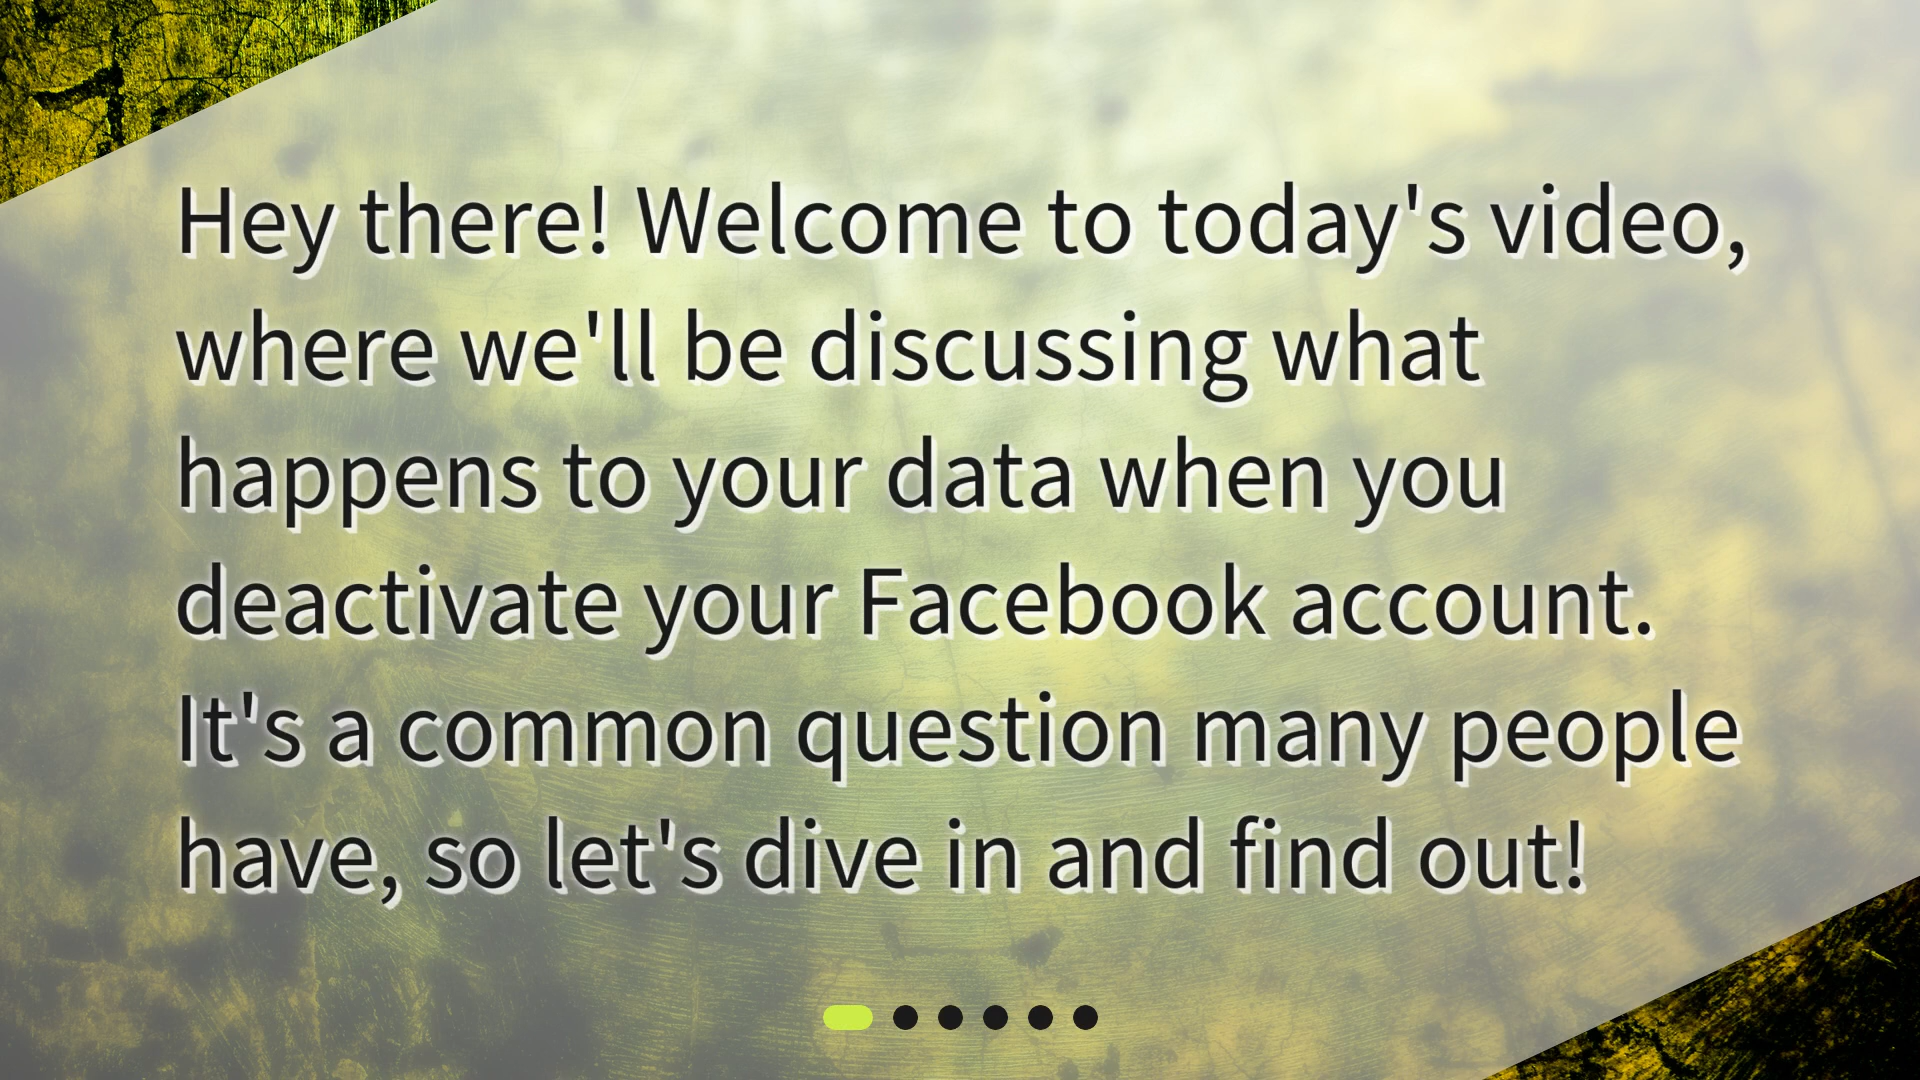 Hey there! Welcome to today's video,
where we'll be discussing what
happens to your data when you
deactivate your Facebook account.
It's a common question many people
have, so let's dive in and find out!